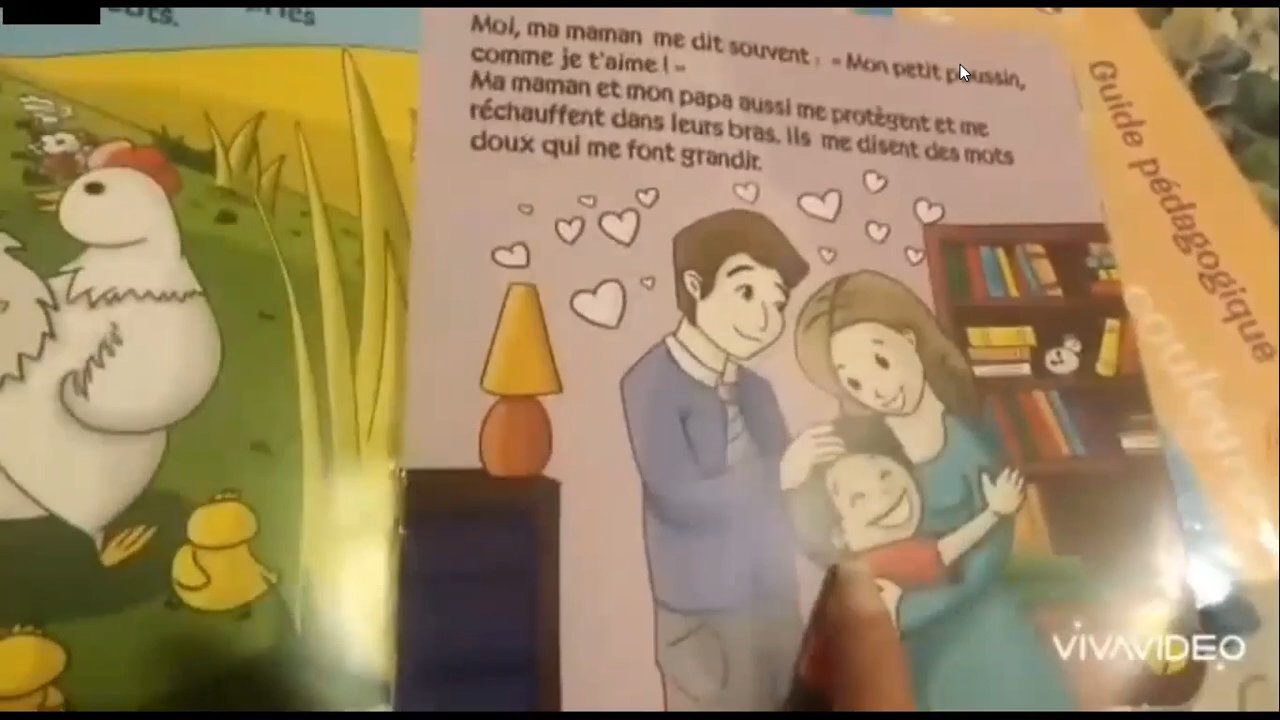 Moi, ma maman me dit souvent : « Mon petit poussin,
comme je t'aime ! »
Ma maman et mon papa aussi me protègent et me
réchauffent dans leurs bras. Ils me disent des mots
doux qui me font grandir.
Guide pédagogique
VIVAVIDEO